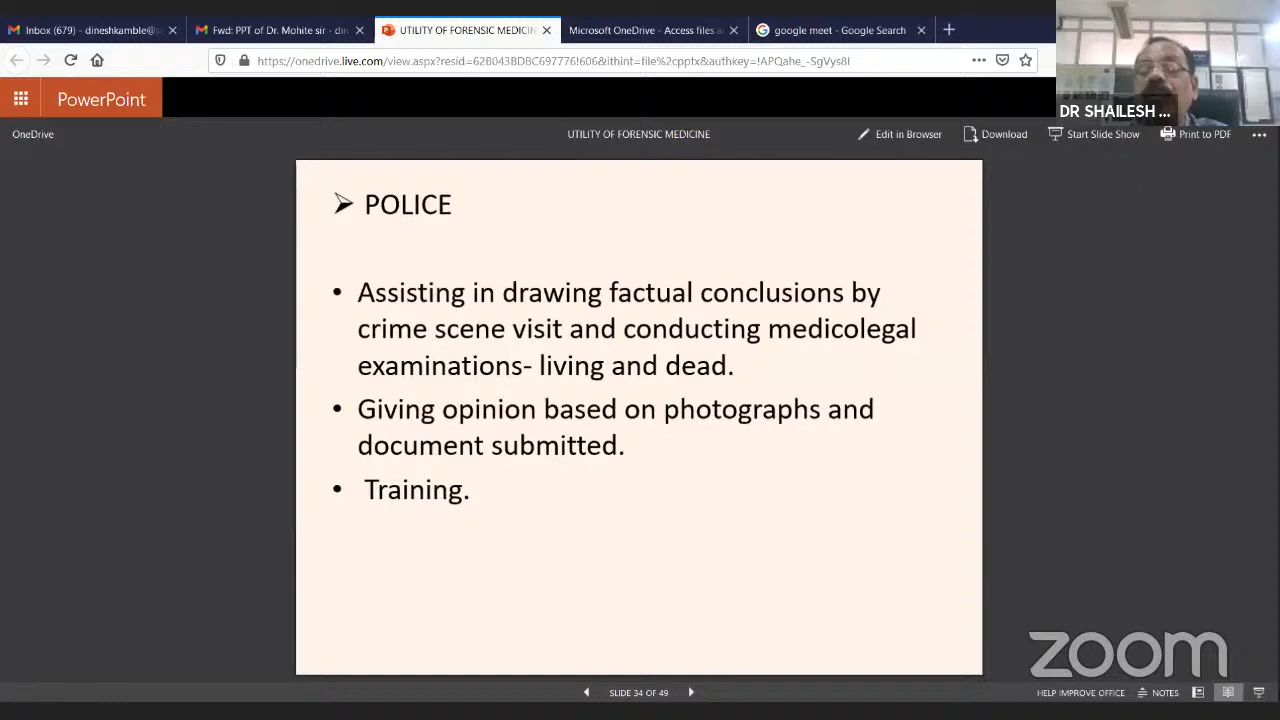 Inbox (679) - dineshkamble@s
Fwd: PPT of Dr. Mohite sir - din
UTILITY OF FORENSIC MEDICIN
Microsoft OneDrive - Access files a
google meet - Google Search
PowerPoint
DR SHAILESH ...
OneDrive
UTILITY OF FORENSIC MEDICINE
Edit in Browser
Download
Start Slide Show
Print to PDF
➢ POLICE
• Assisting in drawing factual conclusions by
crime scene visit and conducting medicolegal
examinations- living and dead.
• Giving opinion based on photographs and
document submitted.
• Training.
zoom
SLIDE 34 OF 49
HELP IMPROVE OFFICE
NOTES